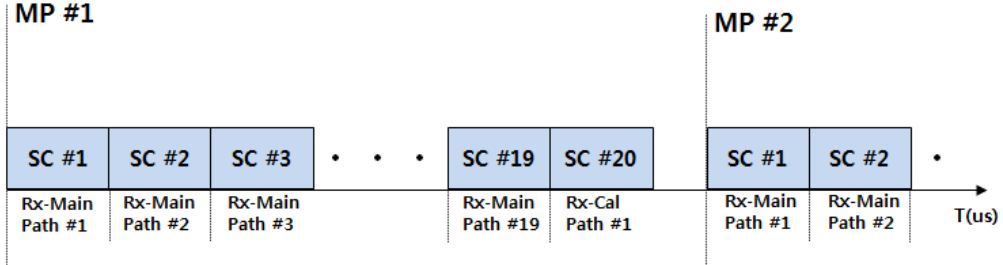 MP #1
MP #2
SC #1 SC #2 SC #3 • • • SC #19 SC #20 SC #1 SC #2 •
Rx-Main Rx-Main Rx-Main Rx-Main Rx-Cal Rx-Main Rx-Main
Path #1 Path #2 Path #3 Path #19 Path #1 Path #1 Path #2
T(us)